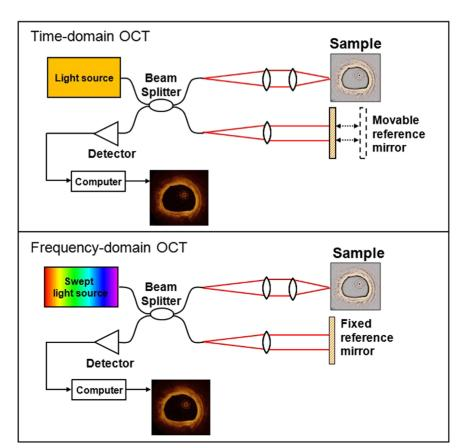 Time-domain OCT
Sample
Light source
Beam
Splitter
Movable
reference
mirror
Detector
Computer
Frequency-domain OCT
Sample
Swept
light source
Beam
Splitter
Fixed
reference
mirror
Detector
Computer